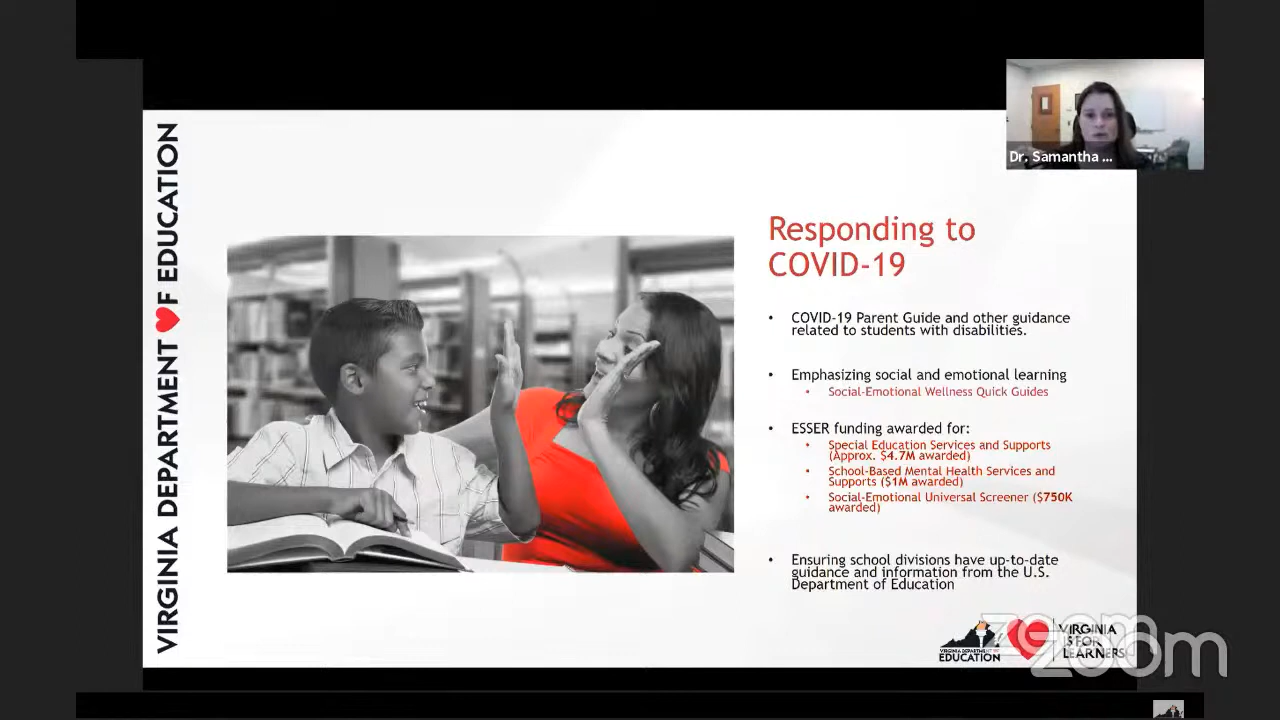 VIRGINIA DEPARTMENT OF EDUCATION
Dr. Samantha ...
Responding to
COVID-19
• COVID-19 Parent Guide and other guidance
related to students with disabilities.
• Emphasizing social and emotional learning
• Social-Emotional Wellness Quick Guides
• ESSER funding awarded for:
• Special Education Services and Supports
(Approx. $4.7M awarded)
• School-Based Mental Health Services and
Supports ($1M awarded)
• Social-Emotional Universal Screener ($750K
awarded)
• Ensuring school divisions have up-to-date
guidance and information from the U.S.
Department of Education
VIRGINIA DEPARTMENT OF
EDUCATION
VIRGINIA
IS FOR
LEARNERS
zoom